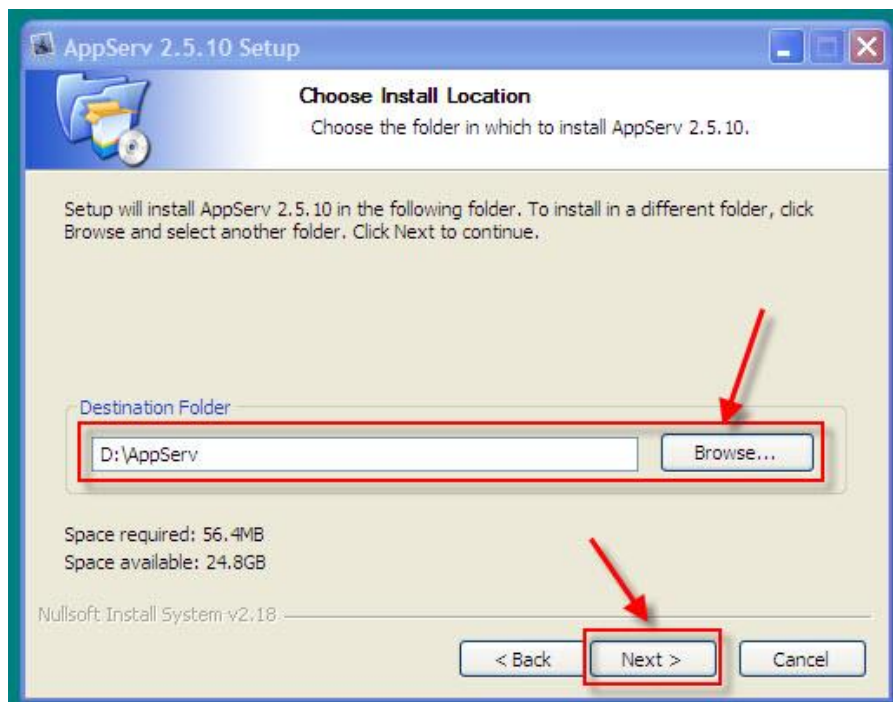 AppServ 2.5.10 Setup
Choose Install Location
Choose the folder in which to install AppServ 2.5.10.
Setup will install AppServ 2.5.10 in the following folder. To install in a different folder, click
Browse and select another folder. Click Next to continue.
Destination Folder
D:\AppServ
Browse...
Space required: 56.4MB
Space available: 24.8GB
Nullsoft Install System v2.18
< Back
Next >
Cancel